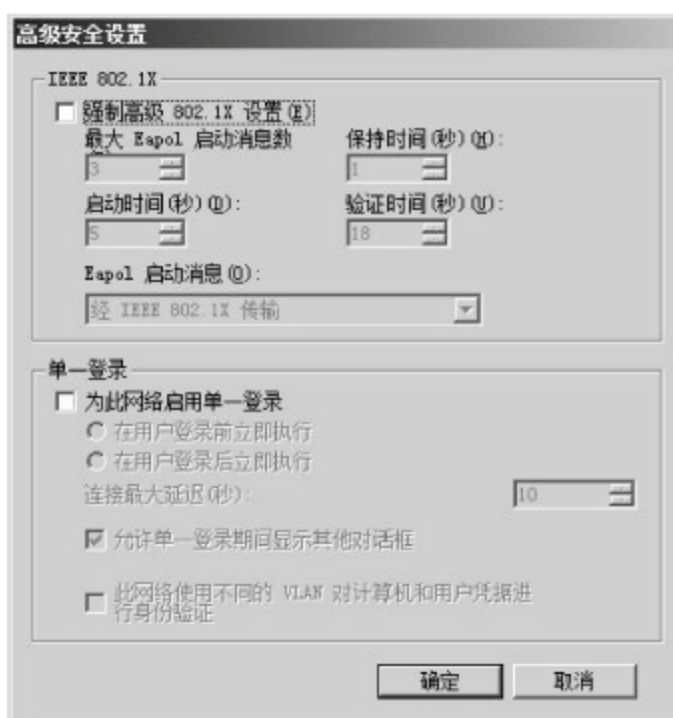 高级安全设置
IEEE 802.1X
强制高级 802.1X 设置(E)
最大 Eapol 启动消息数
保持时间(秒)(H):
3
1
启动时间(秒)(D):
验证时间(秒)(U):
5
18
Eapol 启动消息(O):
经 IEEE 802.1X 传输
单一登录
为此网络启用单一登录
在用户登录前立即执行
在用户登录后立即执行
连接最大延迟(秒):
10
允许单一登录期间显示其他对话框
此网络使用不同的 VLAN 对计算机和用户凭据进
行身份验证
确定
取消